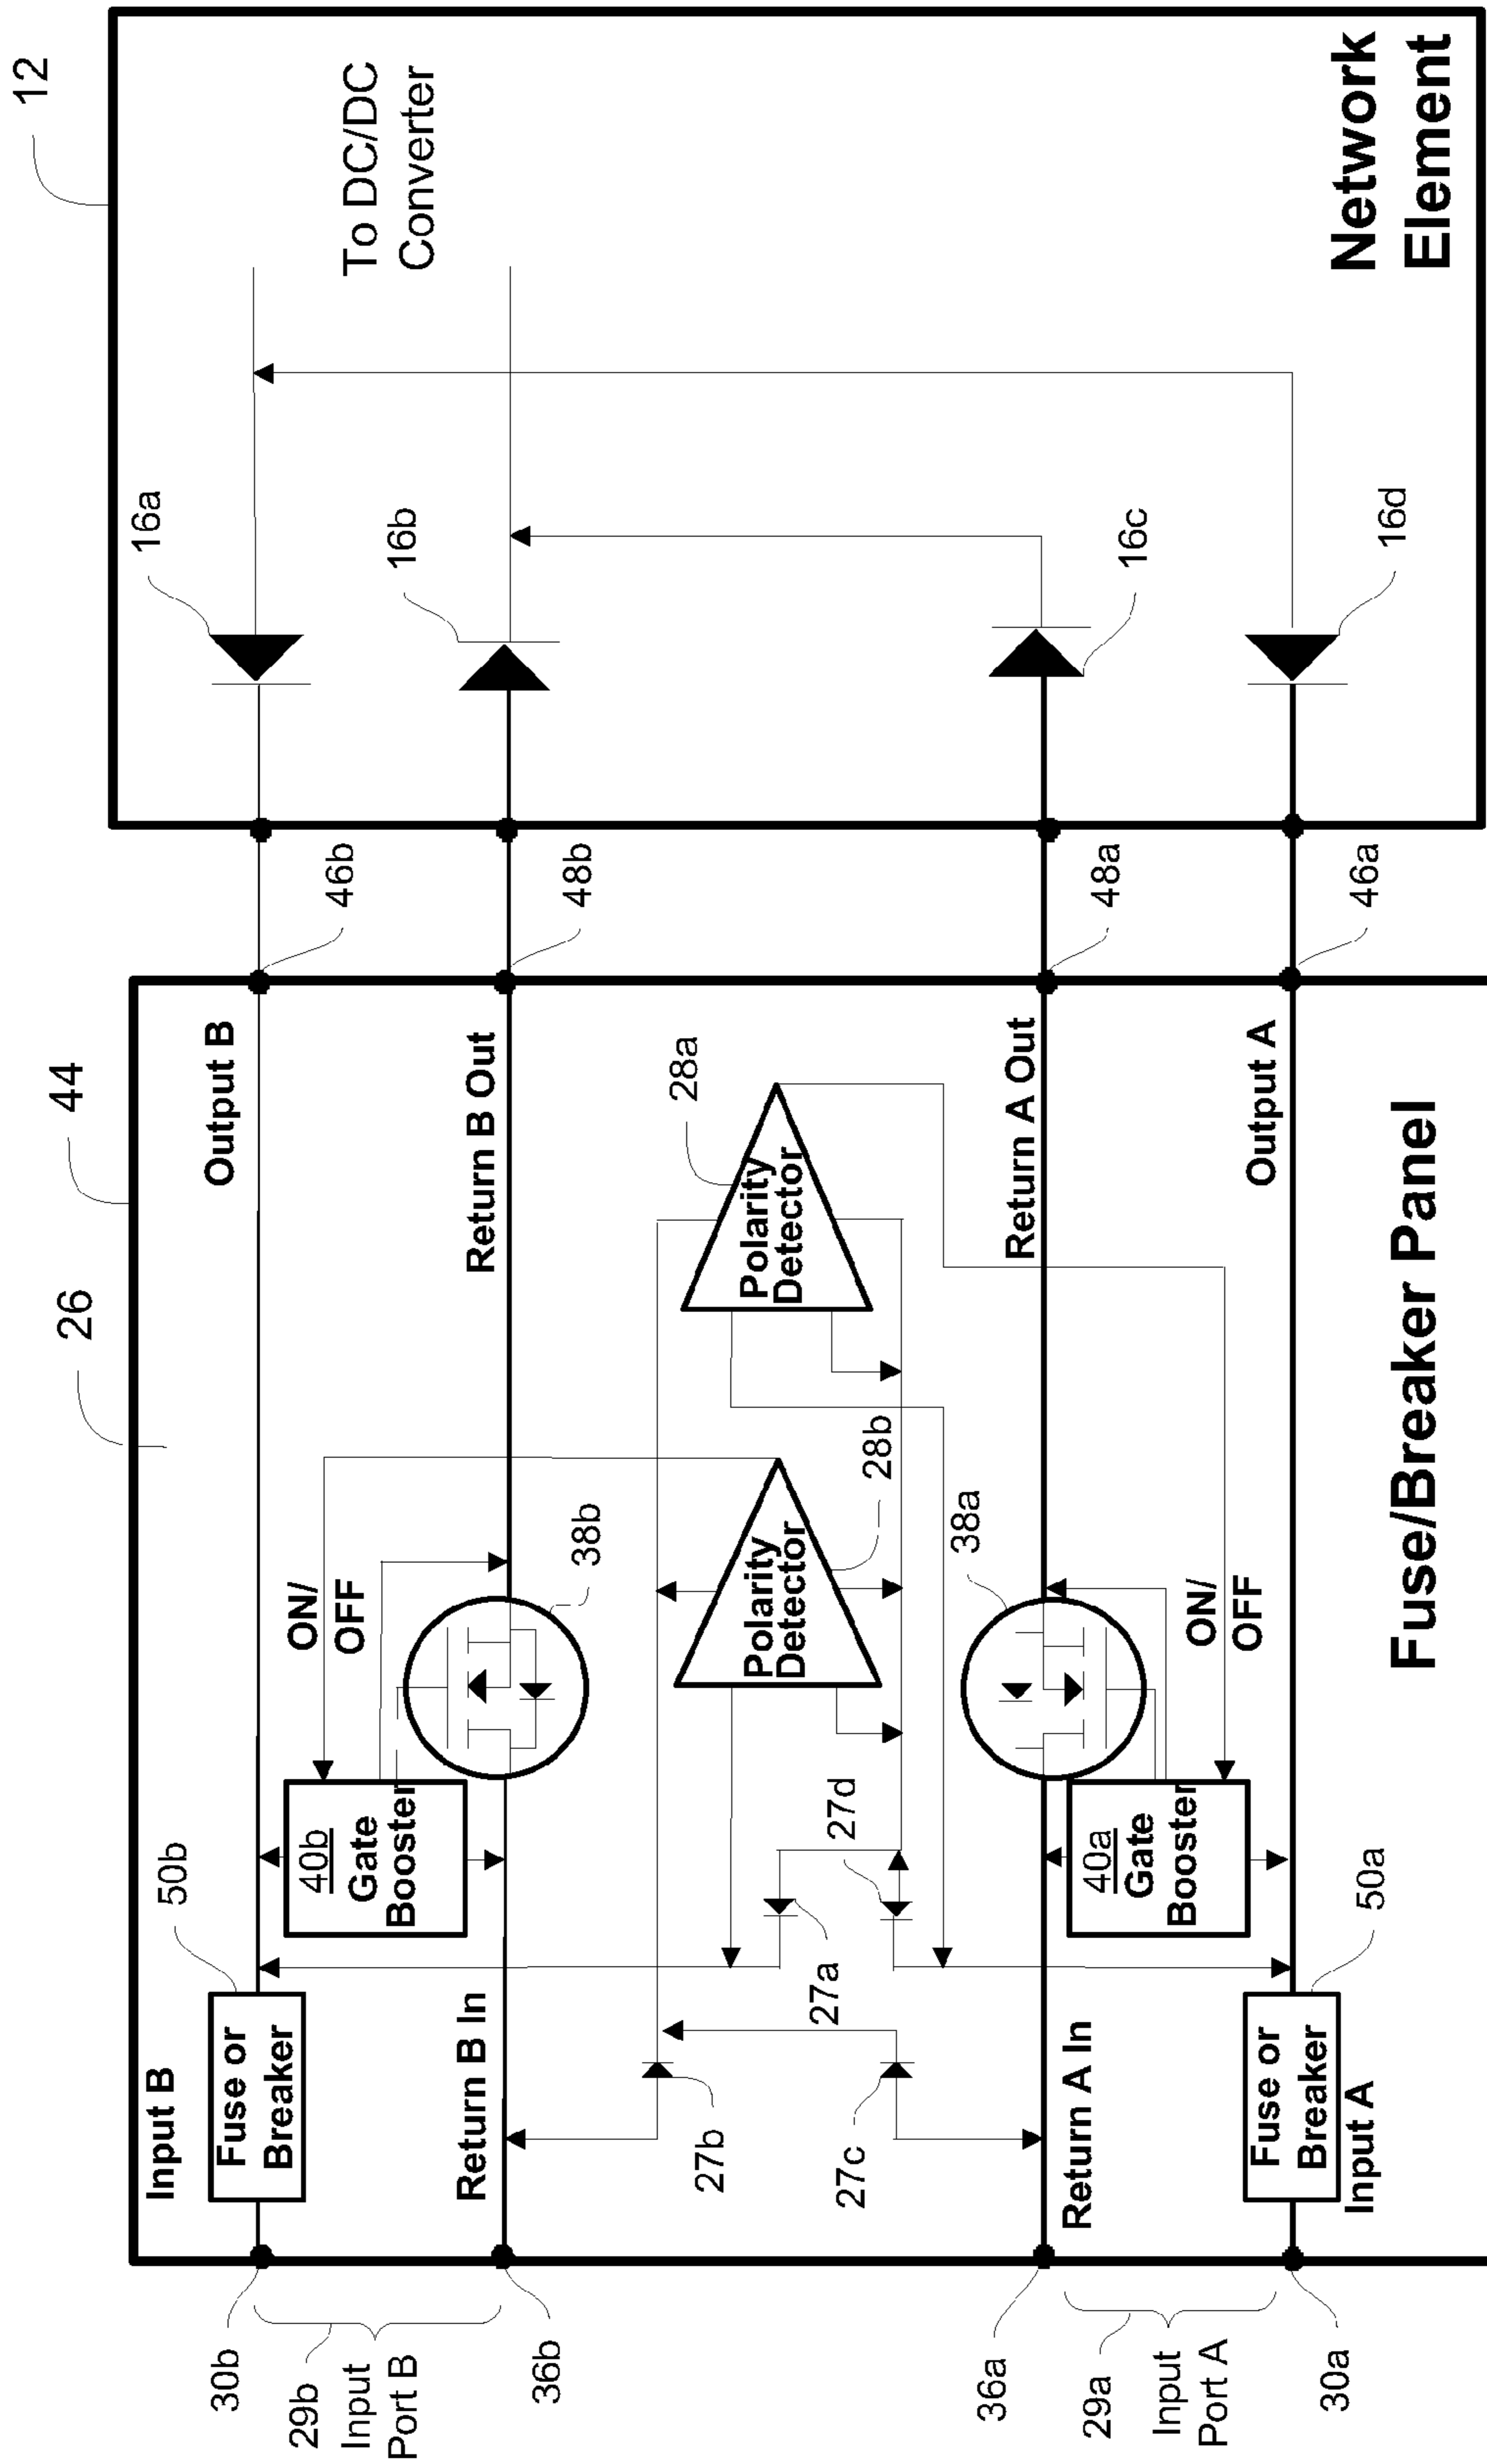 12
To DC/DC
Converter
16a
16b
16c
16d
Network
Element
46b
48b
48a
46a
44
26
Output B
Return B Out
Return A Out
Output A
28a
Polarity
Detector
28b
Polarity
Detector
ON/
OFF
38b
38a
ON/
OFF
40b
Gate
Booster
40a
Gate
Booster
50b
50a
27d
27a
27b
27c
Input B
Fuse or
Breaker
Return B In
Return A In
Fuse or
Breaker
Input A
Fuse/Breaker Panel
30b
29b
Input
Port B
36b
36a
29a
Input
Port A
30a